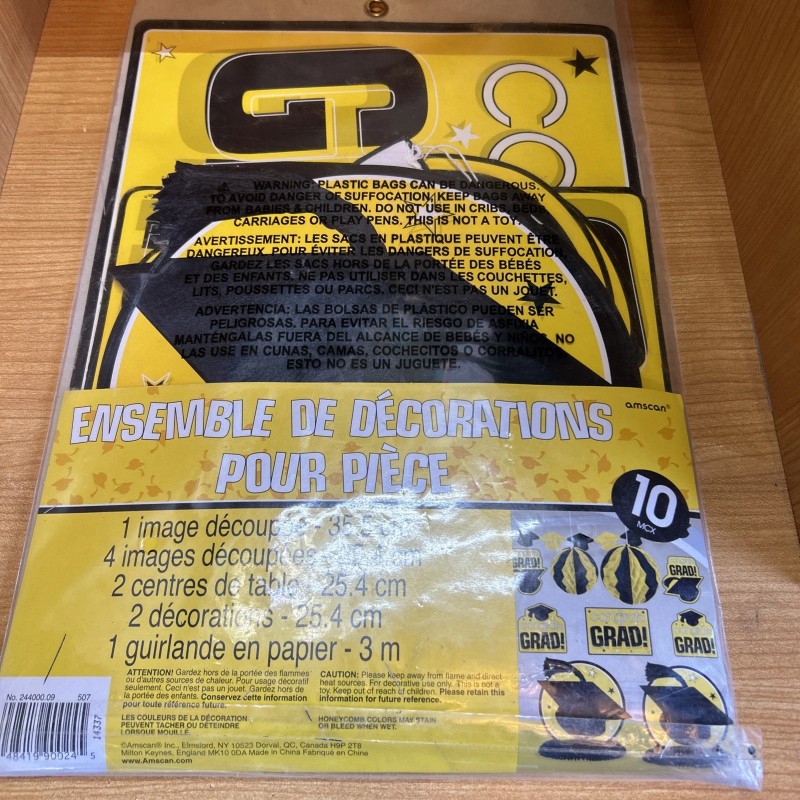 G
CO
WARNING: PLASTIC BAGS CAN BE DANGEROUS.
TO AVOID DANGER OF SUFFOCATION, KEEP BAGS AWAY
FROM BABIES & CHILDREN. DO NOT USE IN CRIBS, BEDS,
CARRIAGES OR PLAY PENS. THIS IS NOT A TOY.
AVERTISSEMENT: LES SACS EN PLASTIQUE PEUVENT ÊTRE
DANGEREUX. POUR ÉVITER LES DANGERS DE SUFFOCATION,
GARDEZ LES SACS HORS DE LA PORTÉE DES BÉBÉS
ET DES ENFANTS. NE PAS UTILISER DANS LES COUCHETTES,
LITS, POUSSETTES OU PARCS. CECI N'EST PAS UN JOUET.
ADVERTENCIA: LAS BOLSAS DE PLÁSTICO PUEDEN SER
PELIGROSAS. PARA EVITAR EL RIESGO DE ASFIXIA
MANTÉNGALAS FUERA DEL ALCANCE DE BEBÉS Y NIÑOS. NO
LAS USE EN CUNAS, CAMAS, COCHECITOS O CORRALITOS.
ESTO NO ES UN JUGUETE.
amscan®
ENSEMBLE DE DÉCORATIONS
POUR PIÈCE
10
MCX
1 image découpée - 35.5 cm
4 images découpées
2 centres de table - 25.4 cm
2 décorations - 25.4 cm
1 guirlande en papier - 3 m
GRAD!
GRAD!
GRAD!
GRAD!
GRAD!
ATTENTION! Gardez hors de la portée des flammes
ou d'autres sources de chaleur. Pour usage décoratif
seulement. Ceci n'est pas un jouet. Gardez hors de
la portée des enfants. Conservez cette information
pour toute référence future.
CAUTION: Please keep away from flame and direct
heat sources. For decorative use only. This is not a
toy. Keep out of reach of children. Please retain this
information for future reference.
LES COULEURS DE LA DÉCORATION
PEUVENT TACHER OU DÉTEINDRE
LORSQUE MOUILLÉ.
HONEYCOMB COLORS MAY STAIN
OR BLEED WHEN WET.
©Amscan® Inc., Elmsford, NY 10523 Dorval, QC, Canada H9P 2T8
Milton Keynes, England MK10 0DA Made in China Fabriqué en Chine
www.Amscan.com
No. 244000.09 507
14337
48419 90024 5